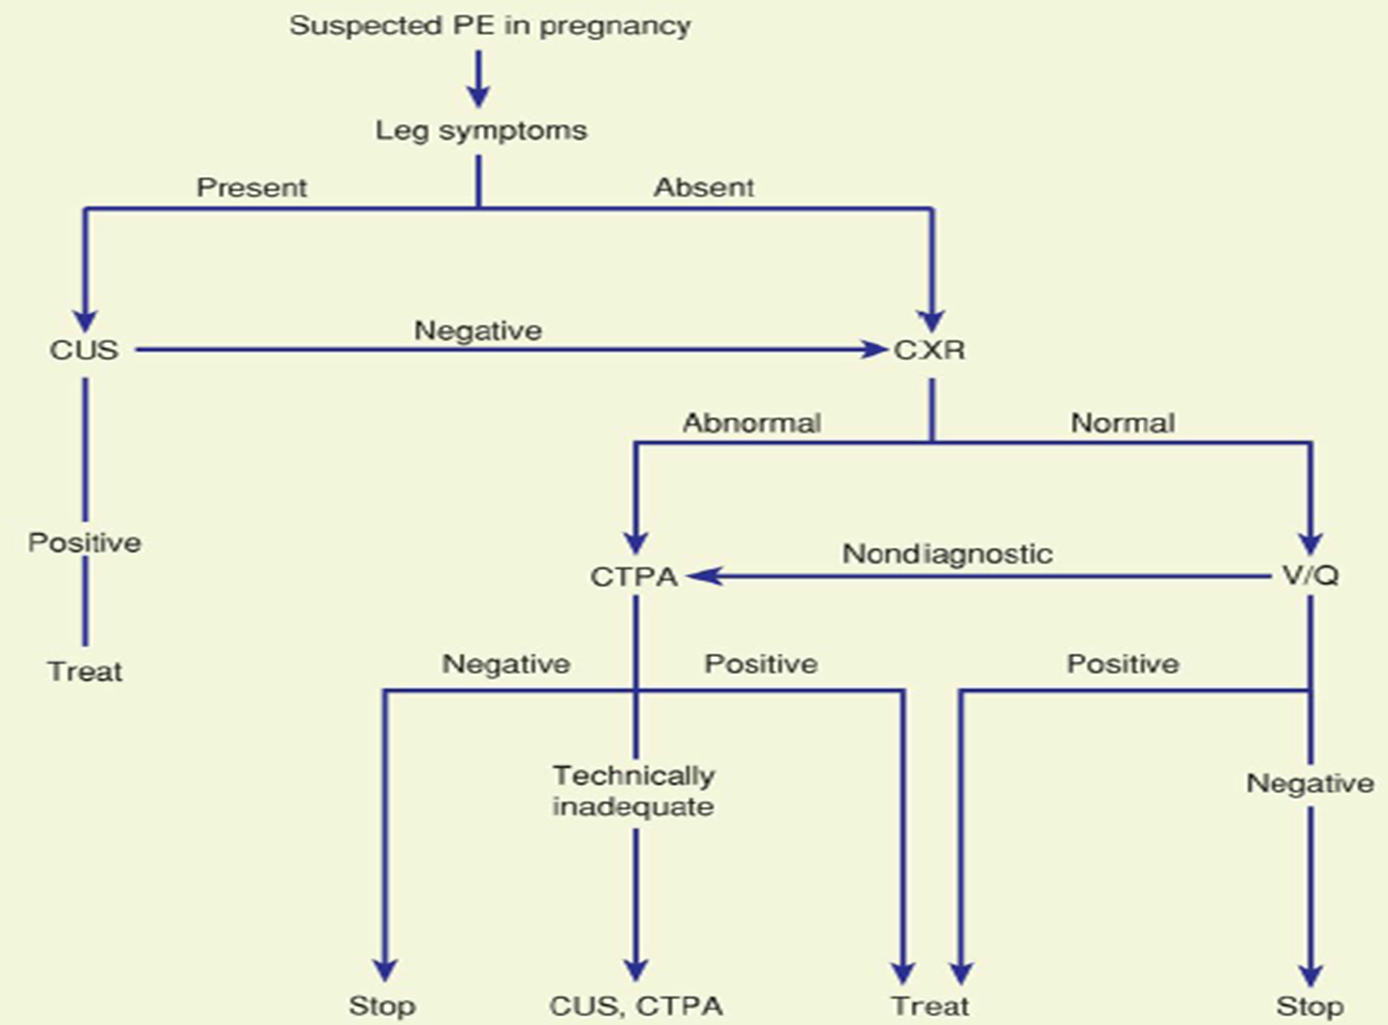 Suspected PE in pregnancy
Leg symptoms
Present
Absent
CUS
Negative
CXR
Abnormal
Normal
Positive
CTPA
Nondiagnostic
V/Q
Treat
Negative
Positive
Positive
Technically
inadequate
Negative
Stop
CUS, CTPA
Treat
Stop